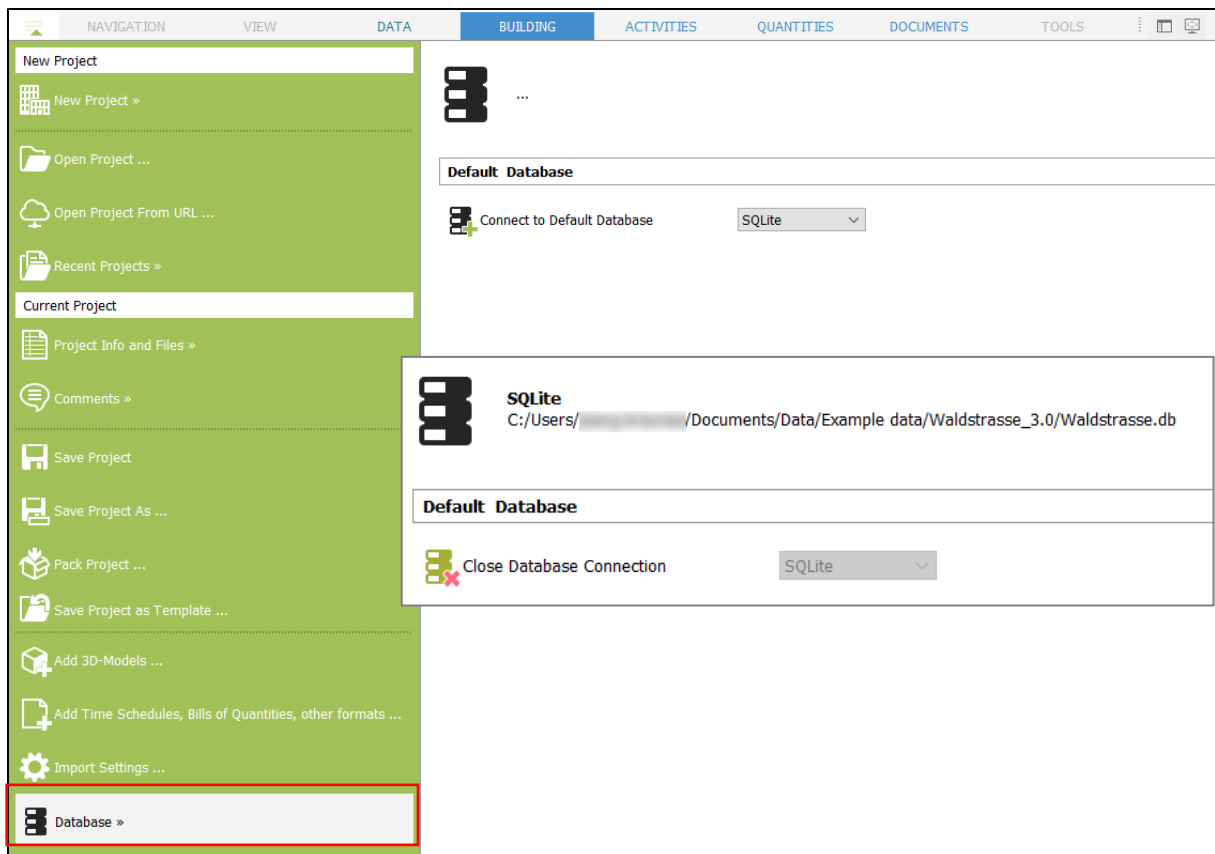 NAVIGATION VIEW DATA BUILDING ACTIVITIES QUANTITIES DOCUMENTS TOOLS
New Project
New Project »
Open Project ...
Open Project From URL ...
Recent Projects »
Current Project
Project Info and Files »
Comments »
Save Project
Save Project As ...
Pack Project ...
Save Project as Template ...
Add 3D-Models ...
Add Time Schedules, Bills of Quantities, other formats ...
Import Settings ...
Database »
...
Default Database
Connect to Default Database SQLite
SQLite
C:/Users/ /Documents/Data/Example data/Waldstrasse_3.0/Waldstrasse.db
Default Database
Close Database Connection SQLite